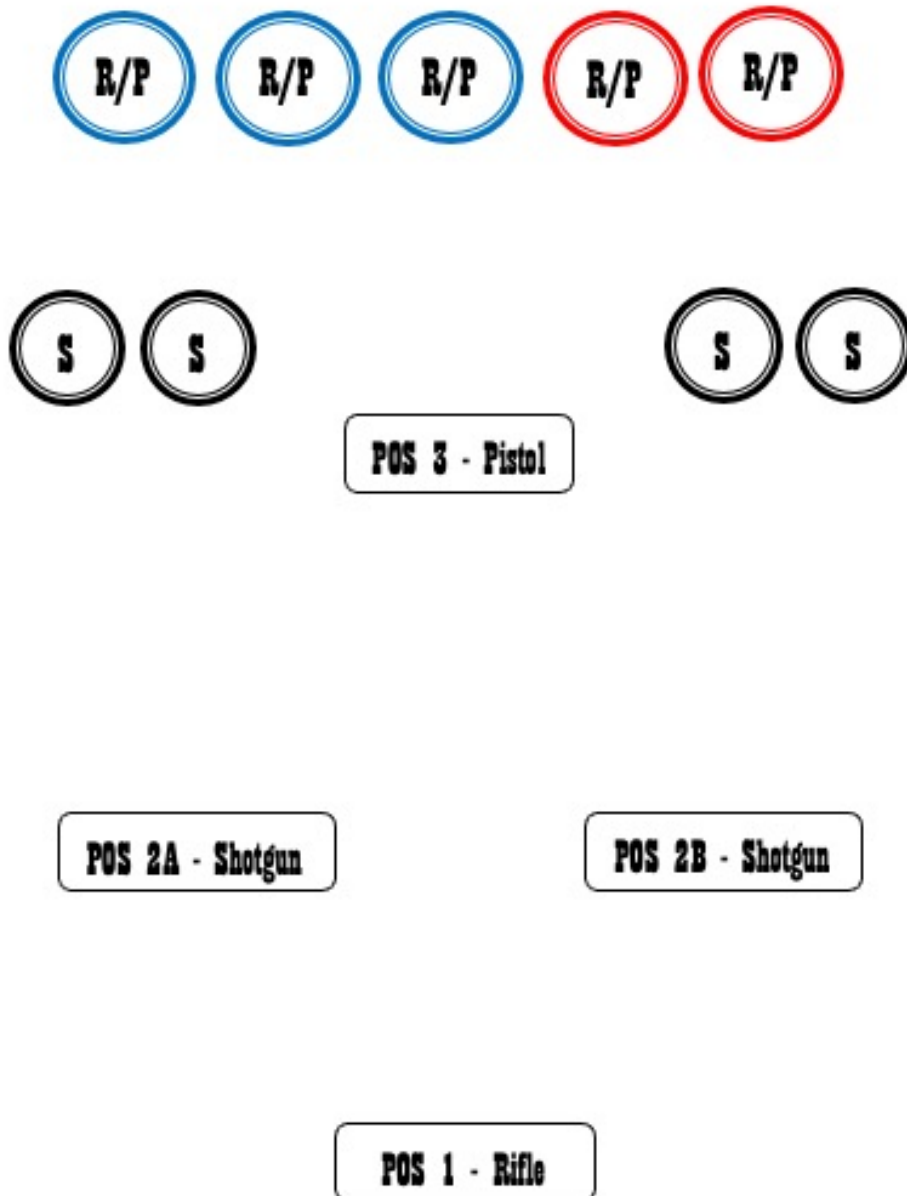 R/P R/P R/P R/P R/P
S S S S
POS 3 - Pistol
POS 2A - Shotgun POS 2B - Shotgun
POS 1 - Rifle